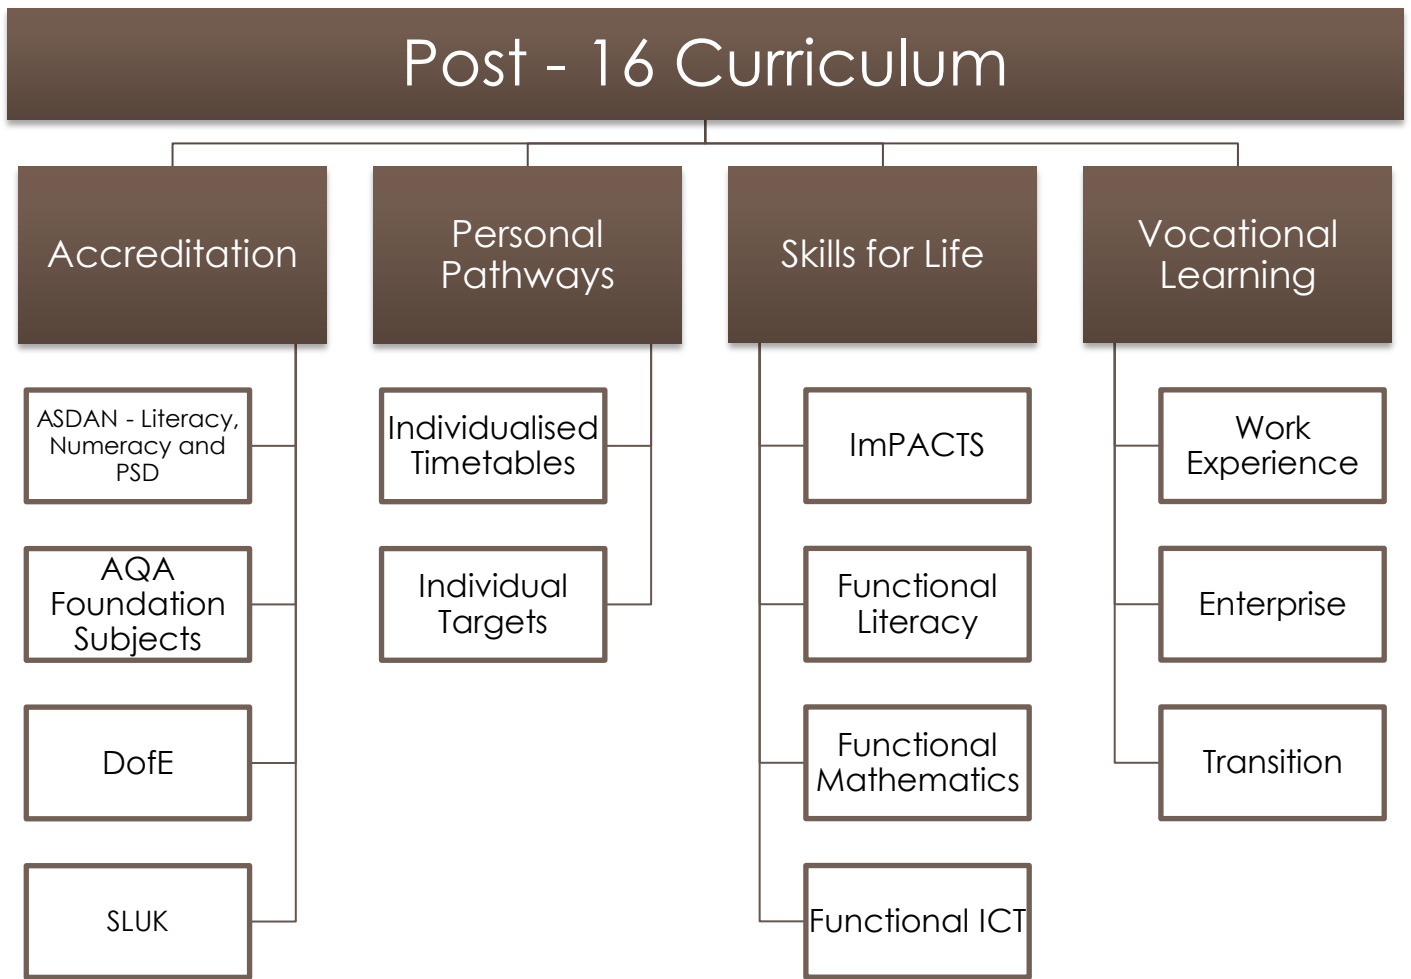 Post - 16 Curriculum
Accreditation
Personal
Pathways
Skills for Life
Vocational
Learning
ASDAN - Literacy,
Numeracy and
PSD
AQA
Foundation
Subjects
DofE
SLUK
Individualised
Timetables
Individual
Targets
ImPACTS
Functional
Literacy
Functional
Mathematics
Functional ICT
Work
Experience
Enterprise
Transition